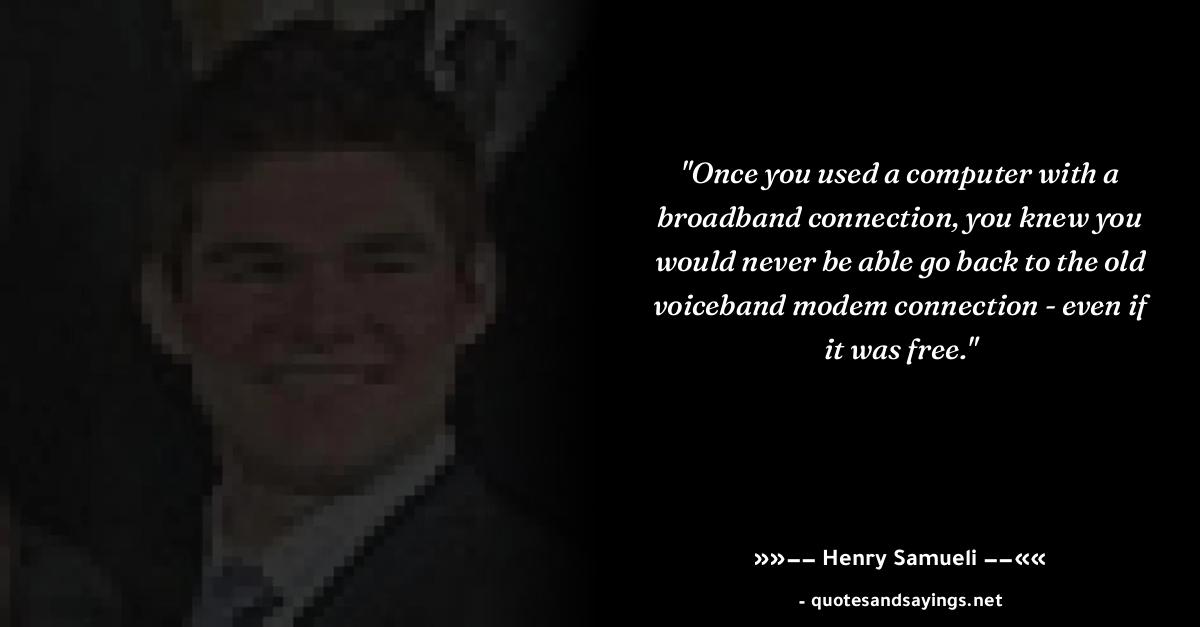 "Once you used a computer with a
broadband connection, you knew you
would never be able go back to the old
voiceband modem connection - even if
it was free."
»»−− Henry Samueli −−««
- quotesandsayings.net